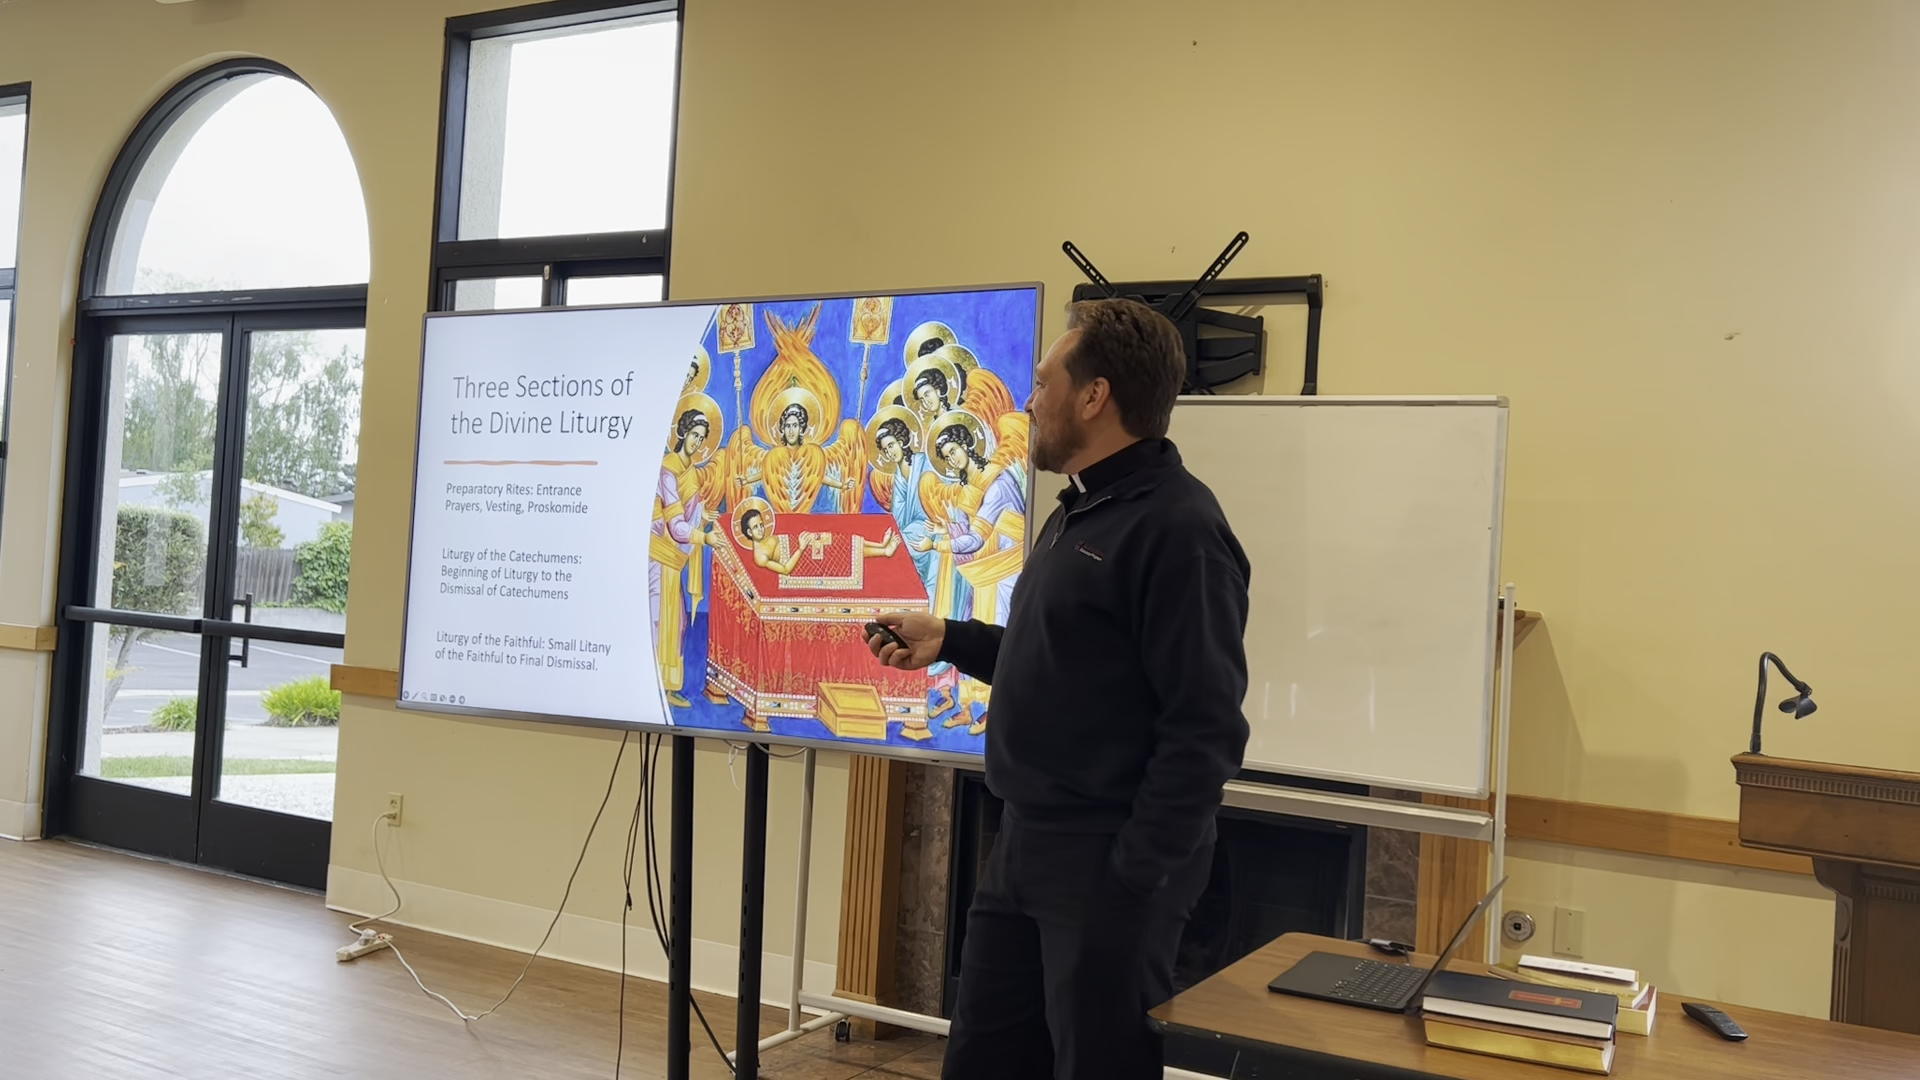 Three Sections of
the Divine Liturgy
Preparatory Rites: Entrance
Prayers, Vesting, Proskomide
Liturgy of the Catechumens:
Beginning of Liturgy to the
Dismissal of Catechumens
Liturgy of the Faithful: Small Litany
of the Faithful to Final Dismissal.